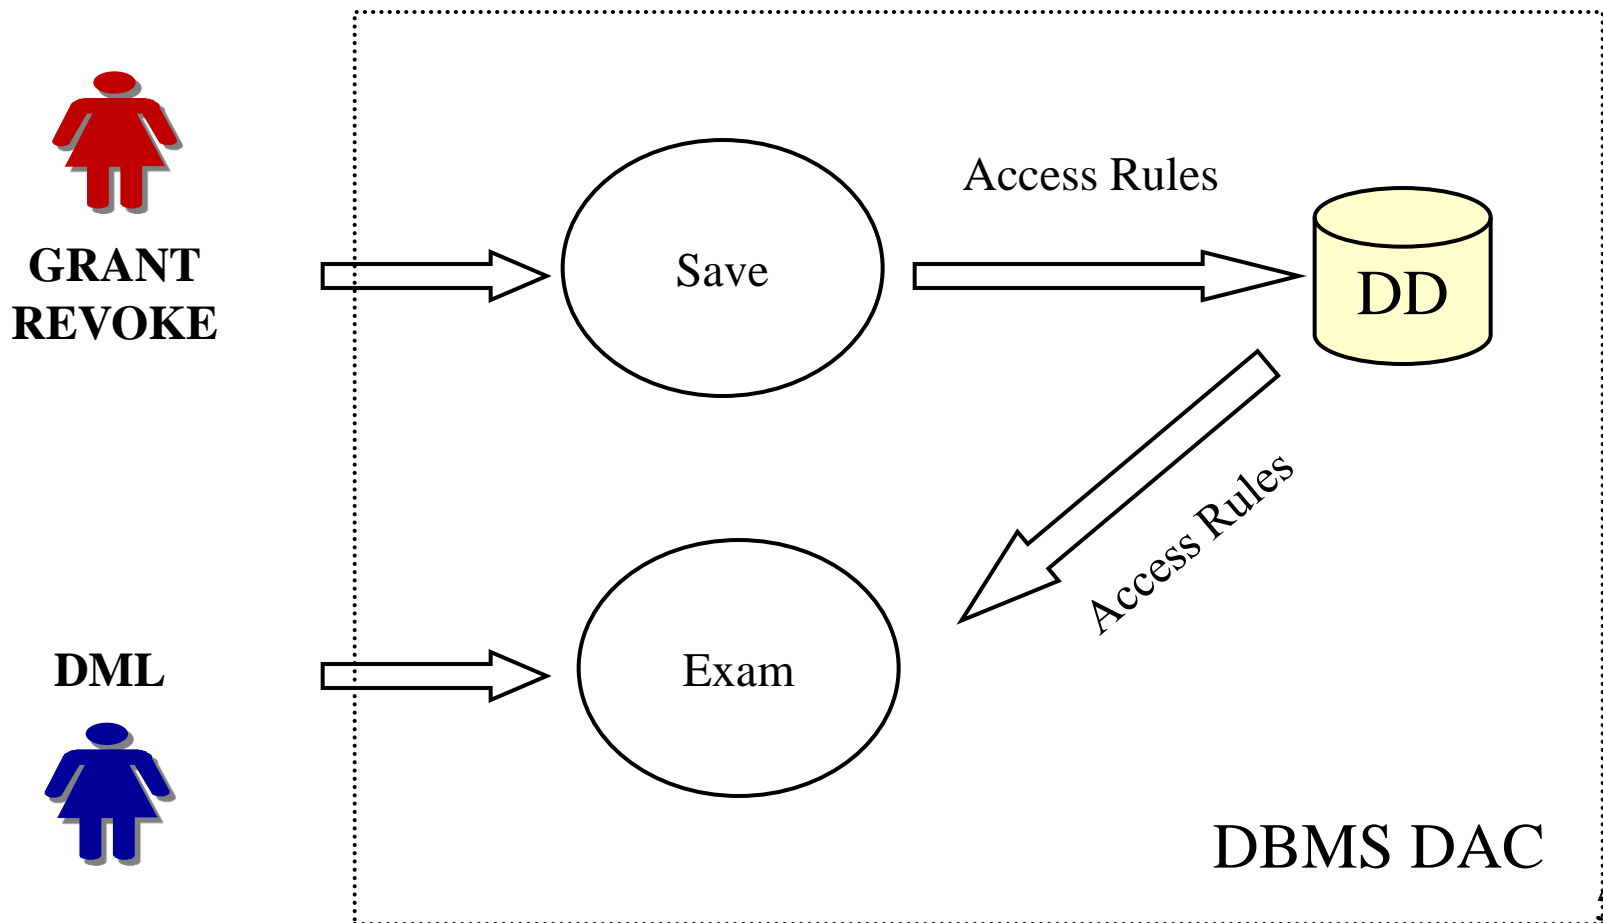 Access Rules
GRANT
REVOKE
Save
DD
Access Rules
DML
Exam
DBMS DAC